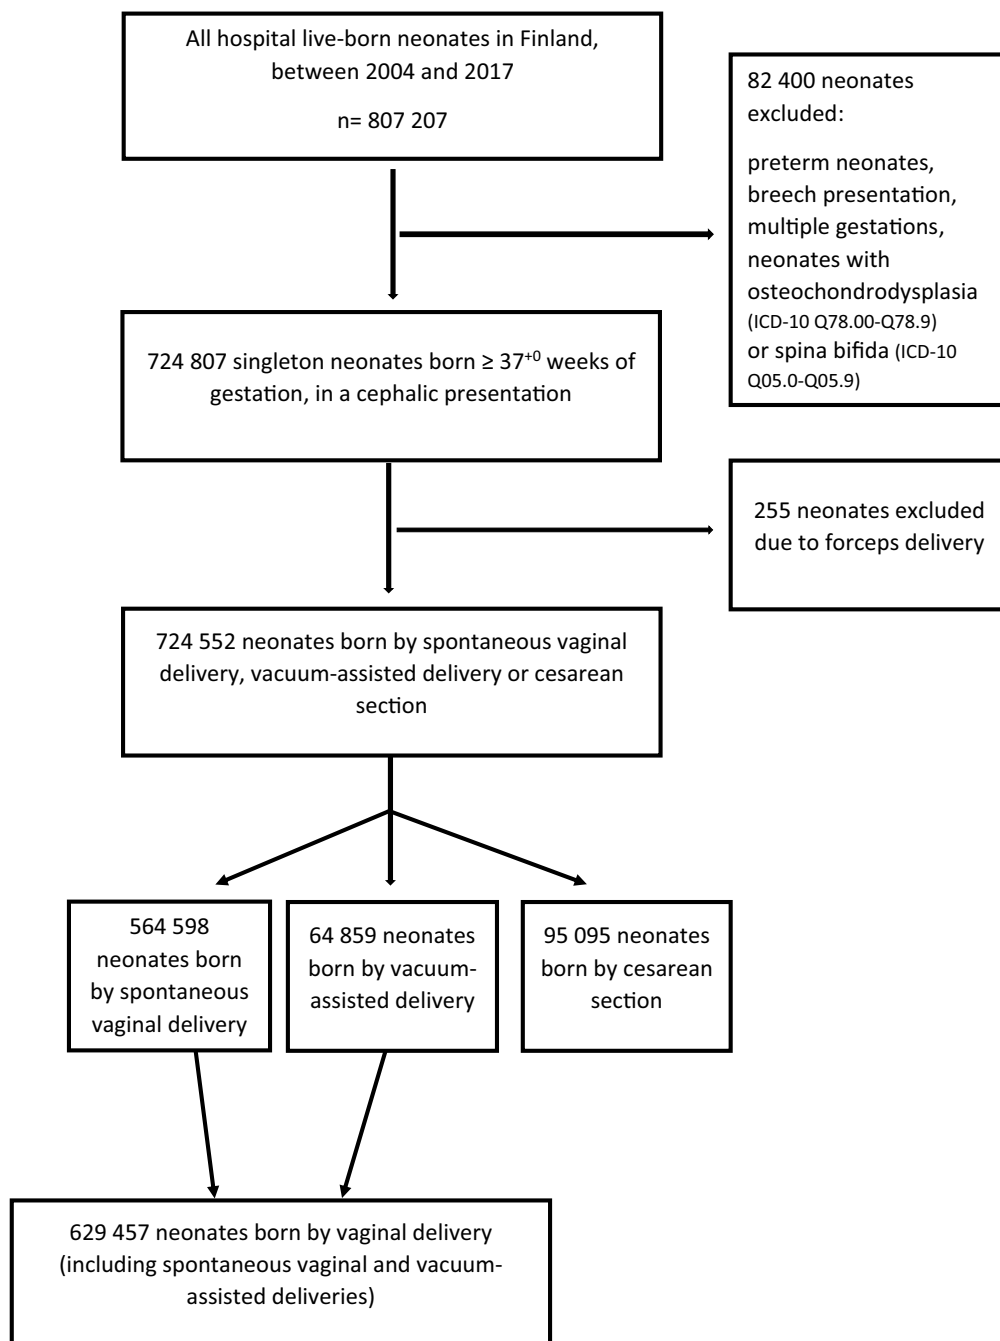 All hospital live-born neonates in Finland,
between 2004 and 2017
n= 807 207
82 400 neonates
excluded:
preterm neonates,
breech presentation,
multiple gestations,
neonates with
osteochondrodysplasia
(ICD-10 Q78.00-Q78.9)
or spina bifida (ICD-10
Q05.0-Q05.9)
724 807 singleton neonates born ≥ 37⁺⁰ weeks of
gestation, in a cephalic presentation
255 neonates excluded
due to forceps delivery
724 552 neonates born by spontaneous vaginal
delivery, vacuum-assisted delivery or cesarean
section
564 598
neonates born
by spontaneous
vaginal delivery
64 859 neonates
born by vacuum-
assisted delivery
95 095 neonates
born by cesarean
section
629 457 neonates born by vaginal delivery
(including spontaneous vaginal and vacuum-
assisted deliveries)